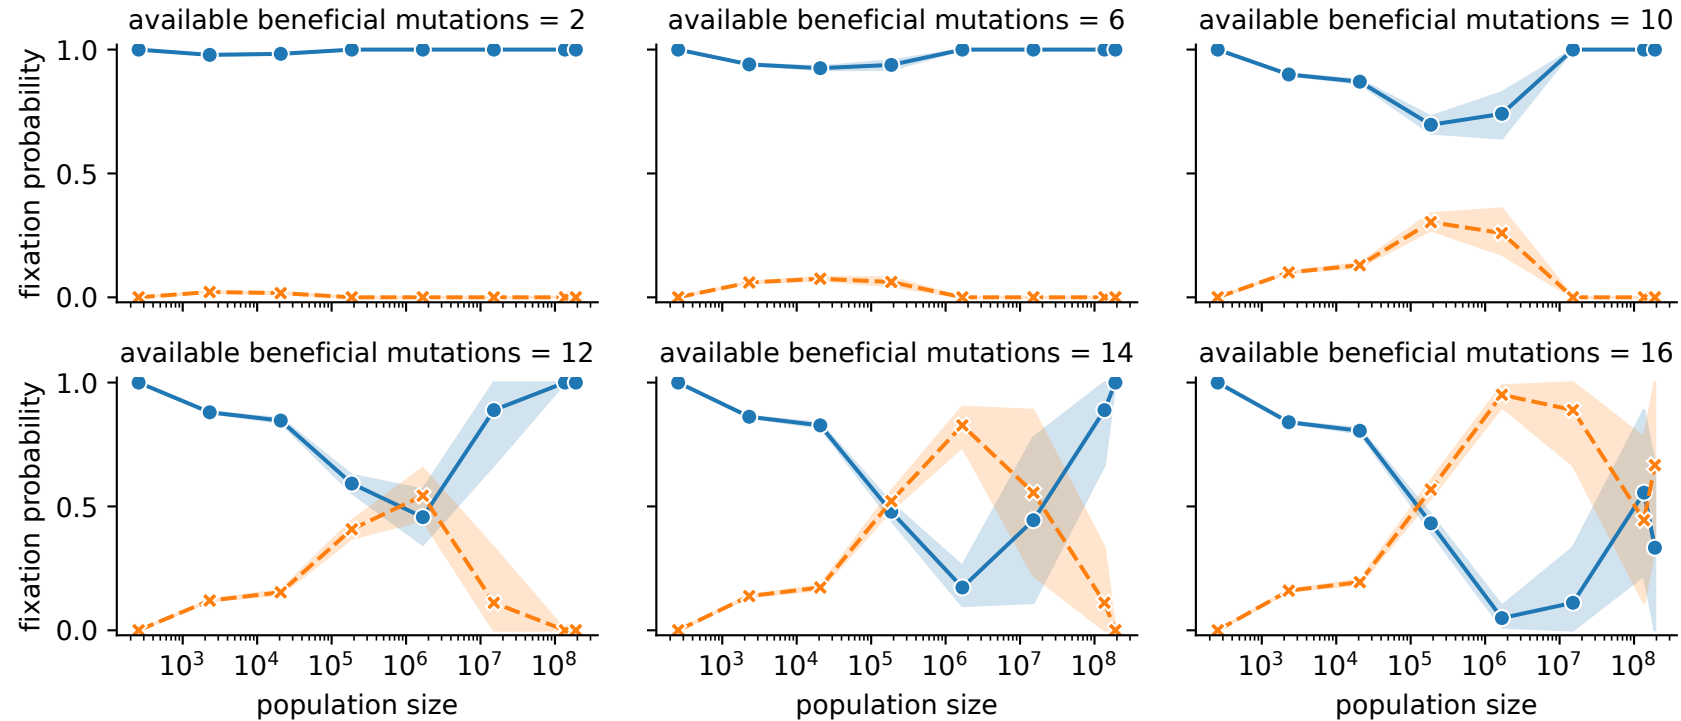 available beneficial mutations = 2
available beneficial mutations = 6
available beneficial mutations = 10
fixation probability
1.0
0.5
0.0
available beneficial mutations = 12
available beneficial mutations = 14
available beneficial mutations = 16
fixation probability
1.0
0.5
0.0
10³ 10⁴ 10⁵ 10⁶ 10⁷ 10⁸
10³ 10⁴ 10⁵ 10⁶ 10⁷ 10⁸
10³ 10⁴ 10⁵ 10⁶ 10⁷ 10⁸
population size
population size
population size